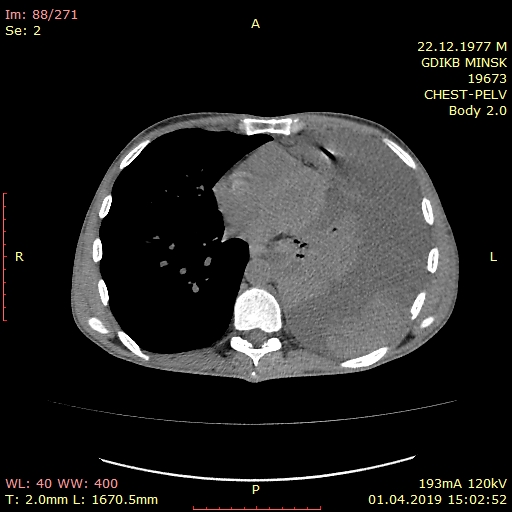 Im: 88/271
Se: 2
A
22.12.1977 M
GDIKB MINSK
19673
CHEST-PELV
Body 2.0
R
L
WL: 40 WW: 400
T: 2.0mm L: 1670.5mm
P
193mA 120kV
01.04.2019 15:02:52